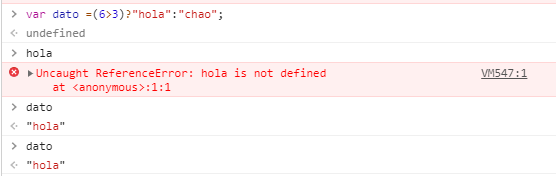 > var dato =(6>3)?"hola":"chao";
undefined
> hola
Uncaught ReferenceError: hola is not defined VM547:1
at <anonymous>:1:1
> dato
"hola"
> dato
"hola"